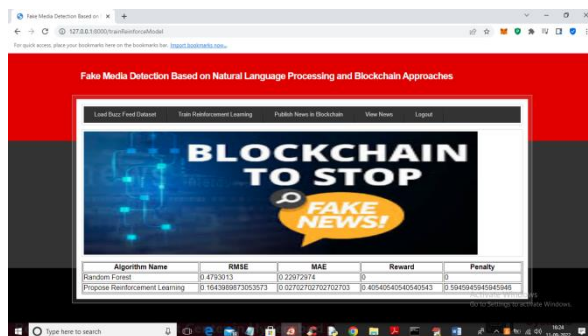 Fake Media Detection Based on
127.0.0.1:8000/trainReinforceModel
For quick access, place your bookmarks here on the bookmarks bar. Import bookmarks now...
Fake Media Detection Based on Natural Language Processing and Blockchain Approaches
Load Buzz Feed Dataset Train Reinforcement Learning Publish News in Blockchain View News Logout
BLOCKCHAIN
TO STOP
FAKE
NEWS!
Algorithm Name RMSE MAE Reward Penalty
Random Forest 0.4793013 0.22972974 0 0
Propose Reinforcement Learning 0.1643989873053573 0.02702702702702703 0.40540540540540543 0.5945945945945946
Activate Windows
Go to Settings to activate Windows.
Type here to search
16:24
11-09-2022